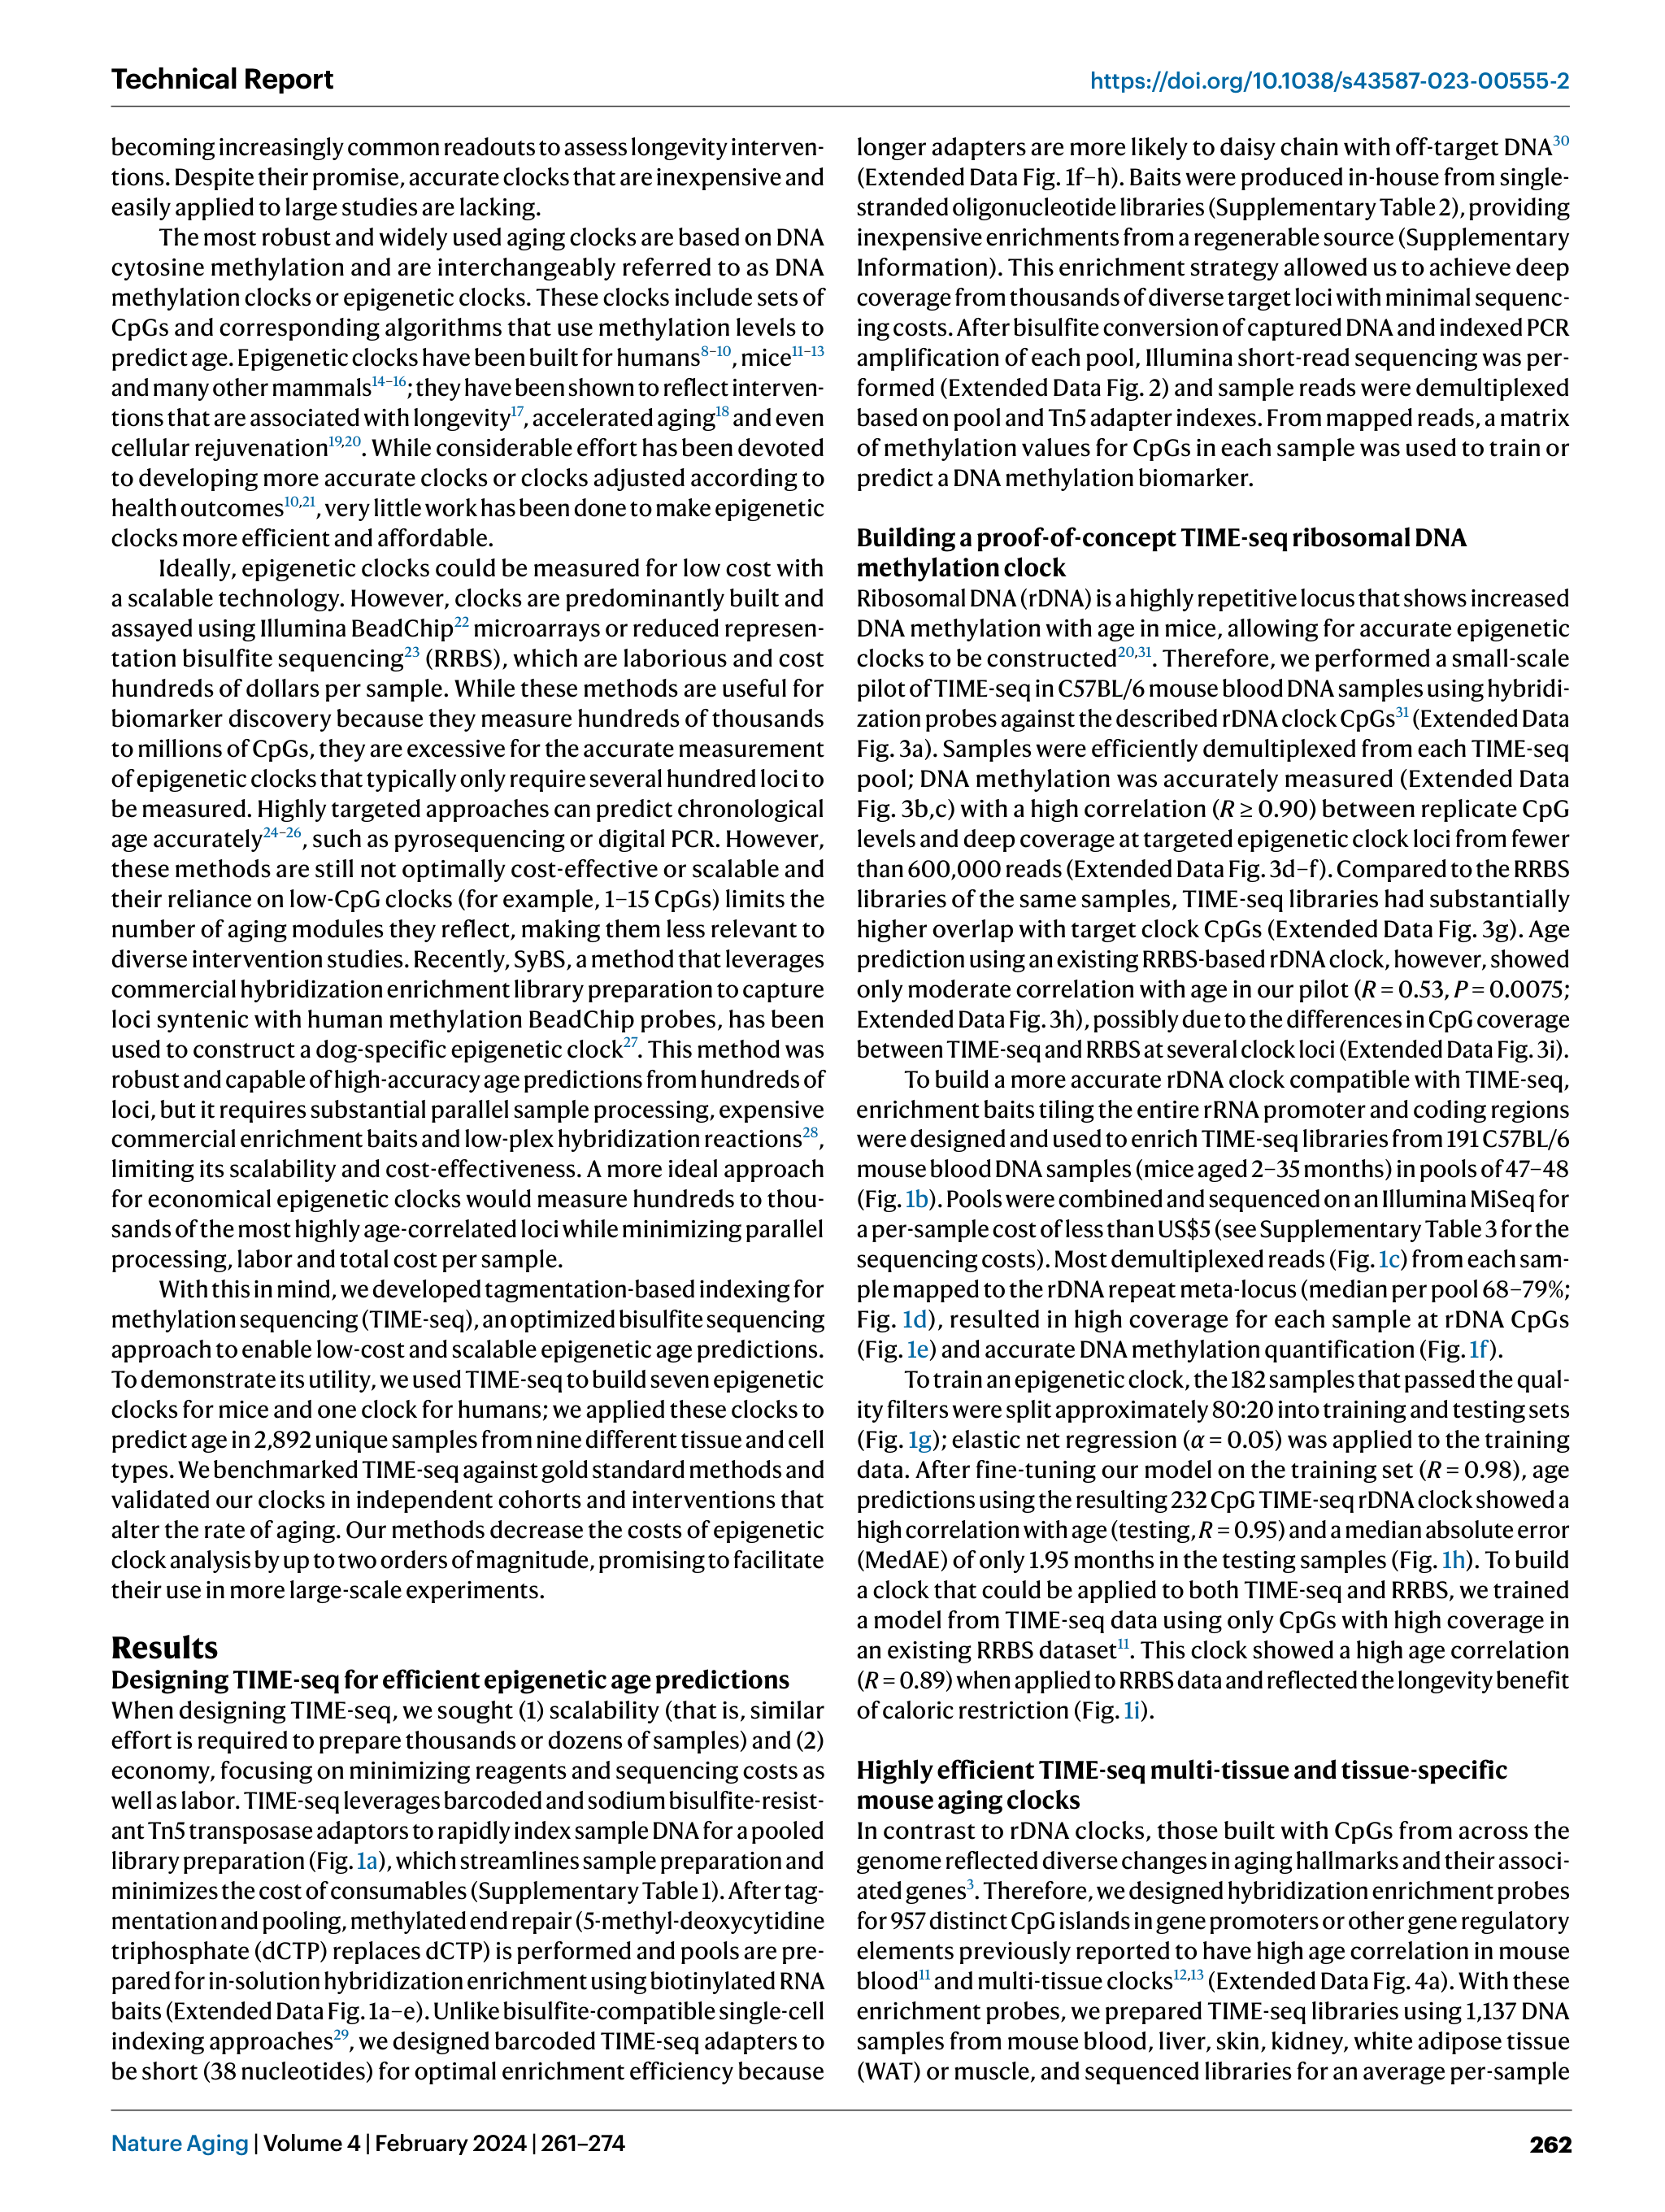 Technical Report
https://doi.org/10.1038/s43587-023-00555-2
becoming increasingly common readouts to assess longevity interven-
tions. Despite their promise, accurate clocks that are inexpensive and
easily applied to large studies are lacking.
The most robust and widely used aging clocks are based on DNA
cytosine methylation and are interchangeably referred to as DNA
methylation clocks or epigenetic clocks. These clocks include sets of
CpGs and corresponding algorithms that use methylation levels to
predict age. Epigenetic clocks have been built for humans8–10, mice11–13
and many other mammals14–16; they have been shown to reflect interven-
tions that are associated with longevity17, accelerated aging18 and even
cellular rejuvenation19,20. While considerable effort has been devoted
to developing more accurate clocks or clocks adjusted according to
health outcomes10,21, very little work has been done to make epigenetic
clocks more efficient and affordable.
Ideally, epigenetic clocks could be measured for low cost with
a scalable technology. However, clocks are predominantly built and
assayed using Illumina BeadChip22 microarrays or reduced represen-
tation bisulfite sequencing23 (RRBS), which are laborious and cost
hundreds of dollars per sample. While these methods are useful for
biomarker discovery because they measure hundreds of thousands
to millions of CpGs, they are excessive for the accurate measurement
of epigenetic clocks that typically only require several hundred loci to
be measured. Highly targeted approaches can predict chronological
age accurately24–26, such as pyrosequencing or digital PCR. However,
these methods are still not optimally cost-effective or scalable and
their reliance on low-CpG clocks (for example, 1–15 CpGs) limits the
number of aging modules they reflect, making them less relevant to
diverse intervention studies. Recently, SyBS, a method that leverages
commercial hybridization enrichment library preparation to capture
loci syntenic with human methylation BeadChip probes, has been
used to construct a dog-specific epigenetic clock27. This method was
robust and capable of high-accuracy age predictions from hundreds of
loci, but it requires substantial parallel sample processing, expensive
commercial enrichment baits and low-plex hybridization reactions28,
limiting its scalability and cost-effectiveness. A more ideal approach
for economical epigenetic clocks would measure hundreds to thou-
sands of the most highly age-correlated loci while minimizing parallel
processing, labor and total cost per sample.
With this in mind, we developed tagmentation-based indexing for
methylation sequencing (TIME-seq), an optimized bisulfite sequencing
approach to enable low-cost and scalable epigenetic age predictions.
To demonstrate its utility, we used TIME-seq to build seven epigenetic
clocks for mice and one clock for humans; we applied these clocks to
predict age in 2,892 unique samples from nine different tissue and cell
types. We benchmarked TIME-seq against gold standard methods and
validated our clocks in independent cohorts and interventions that
alter the rate of aging. Our methods decrease the costs of epigenetic
clock analysis by up to two orders of magnitude, promising to facilitate
their use in more large-scale experiments.
Results
Designing TIME-seq for efficient epigenetic age predictions
When designing TIME-seq, we sought (1) scalability (that is, similar
effort is required to prepare thousands or dozens of samples) and (2)
economy, focusing on minimizing reagents and sequencing costs as
well as labor. TIME-seq leverages barcoded and sodium bisulfite-resist-
ant Tn5 transposase adaptors to rapidly index sample DNA for a pooled
library preparation (Fig. 1a), which streamlines sample preparation and
minimizes the cost of consumables (Supplementary Table 1). After tag-
mentation and pooling, methylated end repair (5-methyl-deoxycytidine
triphosphate (dCTP) replaces dCTP) is performed and pools are pre-
pared for in-solution hybridization enrichment using biotinylated RNA
baits (Extended Data Fig. 1a–e). Unlike bisulfite-compatible single-cell
indexing approaches29, we designed barcoded TIME-seq adapters to
be short (38 nucleotides) for optimal enrichment efficiency because
longer adapters are more likely to daisy chain with off-target DNA30
(Extended Data Fig. 1f–h). Baits were produced in-house from single-
stranded oligonucleotide libraries (Supplementary Table 2), providing
inexpensive enrichments from a regenerable source (Supplementary
Information). This enrichment strategy allowed us to achieve deep
coverage from thousands of diverse target loci with minimal sequenc-
ing costs. After bisulfite conversion of captured DNA and indexed PCR
amplification of each pool, Illumina short-read sequencing was per-
formed (Extended Data Fig. 2) and sample reads were demultiplexed
based on pool and Tn5 adapter indexes. From mapped reads, a matrix
of methylation values for CpGs in each sample was used to train or
predict a DNA methylation biomarker.
Building a proof-of-concept TIME-seq ribosomal DNA
methylation clock
Ribosomal DNA (rDNA) is a highly repetitive locus that shows increased
DNA methylation with age in mice, allowing for accurate epigenetic
clocks to be constructed20,31. Therefore, we performed a small-scale
pilot of TIME-seq in C57BL/6 mouse blood DNA samples using hybridi-
zation probes against the described rDNA clock CpGs31 (Extended Data
Fig. 3a). Samples were efficiently demultiplexed from each TIME-seq
pool; DNA methylation was accurately measured (Extended Data
Fig. 3b,c) with a high correlation (R ≥ 0.90) between replicate CpG
levels and deep coverage at targeted epigenetic clock loci from fewer
than 600,000 reads (Extended Data Fig. 3d–f). Compared to the RRBS
libraries of the same samples, TIME-seq libraries had substantially
higher overlap with target clock CpGs (Extended Data Fig. 3g). Age
prediction using an existing RRBS-based rDNA clock, however, showed
only moderate correlation with age in our pilot (R = 0.53, P = 0.0075;
Extended Data Fig. 3h), possibly due to the differences in CpG coverage
between TIME-seq and RRBS at several clock loci (Extended Data Fig. 3i).
To build a more accurate rDNA clock compatible with TIME-seq,
enrichment baits tiling the entire rRNA promoter and coding regions
were designed and used to enrich TIME-seq libraries from 191 C57BL/6
mouse blood DNA samples (mice aged 2–35 months) in pools of 47–48
(Fig. 1b). Pools were combined and sequenced on an Illumina MiSeq for
a per-sample cost of less than US$5 (see Supplementary Table 3 for the
sequencing costs). Most demultiplexed reads (Fig. 1c) from each sam-
ple mapped to the rDNA repeat meta-locus (median per pool 68–79%;
Fig. 1d), resulted in high coverage for each sample at rDNA CpGs
(Fig. 1e) and accurate DNA methylation quantification (Fig. 1f).
To train an epigenetic clock, the 182 samples that passed the qual-
ity filters were split approximately 80:20 into training and testing sets
(Fig. 1g); elastic net regression (α = 0.05) was applied to the training
data. After fine-tuning our model on the training set (R = 0.98), age
predictions using the resulting 232 CpG TIME-seq rDNA clock showed a
high correlation with age (testing, R = 0.95) and a median absolute error
(MedAE) of only 1.95 months in the testing samples (Fig. 1h). To build
a clock that could be applied to both TIME-seq and RRBS, we trained
a model from TIME-seq data using only CpGs with high coverage in
an existing RRBS dataset11. This clock showed a high age correlation
(R = 0.89) when applied to RRBS data and reflected the longevity benefit
of caloric restriction (Fig. 1i).
Highly efficient TIME-seq multi-tissue and tissue-specific
mouse aging clocks
In contrast to rDNA clocks, those built with CpGs from across the
genome reflected diverse changes in aging hallmarks and their associ-
ated genes3. Therefore, we designed hybridization enrichment probes
for 957 distinct CpG islands in gene promoters or other gene regulatory
elements previously reported to have high age correlation in mouse
blood11 and multi-tissue clocks12,13 (Extended Data Fig. 4a). With these
enrichment probes, we prepared TIME-seq libraries using 1,137 DNA
samples from mouse blood, liver, skin, kidney, white adipose tissue
(WAT) or muscle, and sequenced libraries for an average per-sample
Nature Aging | Volume 4 | February 2024 | 261–274
262